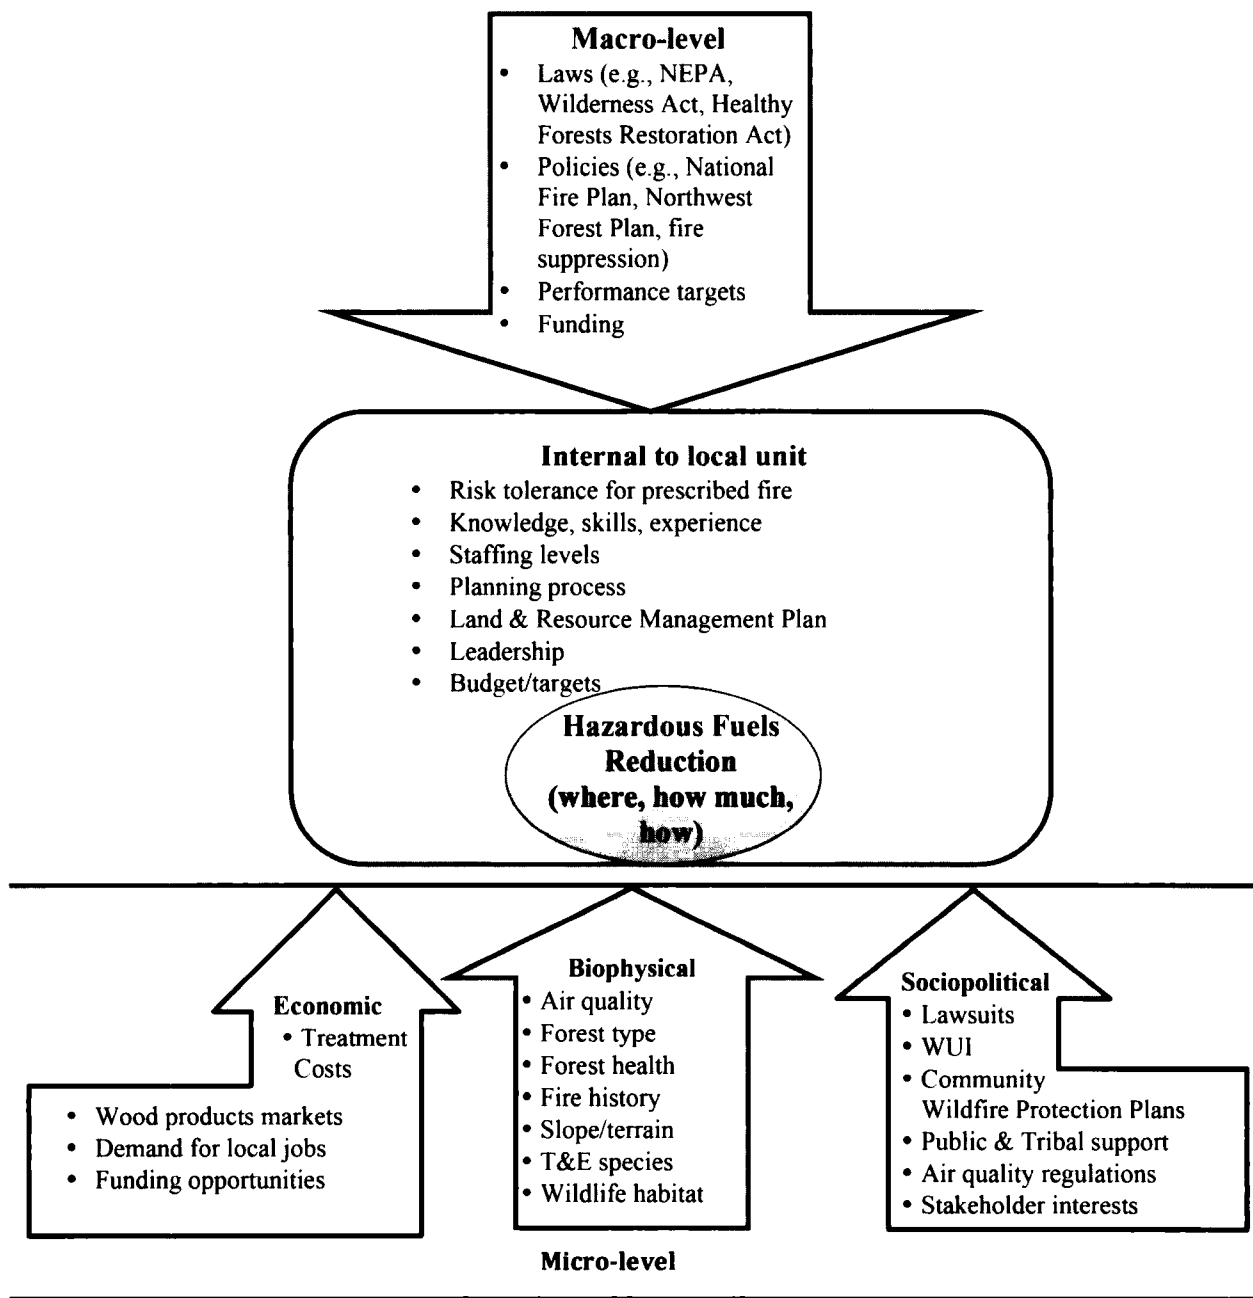 Macro-level
• Laws (e.g., NEPA,
Wilderness Act, Healthy
Forests Restoration Act)
• Policies (e.g., National
Fire Plan, Northwest
Forest Plan, fire
suppression)
• Performance targets
• Funding
Internal to local unit
• Risk tolerance for prescribed fire
• Knowledge, skills, experience
• Staffing levels
• Planning process
• Land & Resource Management Plan
• Leadership
• Budget/targets
Hazardous Fuels
Reduction
(where, how much,
how)
Economic
• Treatment
Costs
• Wood products markets
• Demand for local jobs
• Funding opportunities
Biophysical
• Air quality
• Forest type
• Forest health
• Fire history
• Slope/terrain
• T&E species
• Wildlife habitat
Sociopolitical
• Lawsuits
• WUI
• Community
Wildfire Protection Plans
• Public & Tribal support
• Air quality regulations
• Stakeholder interests
Micro-level